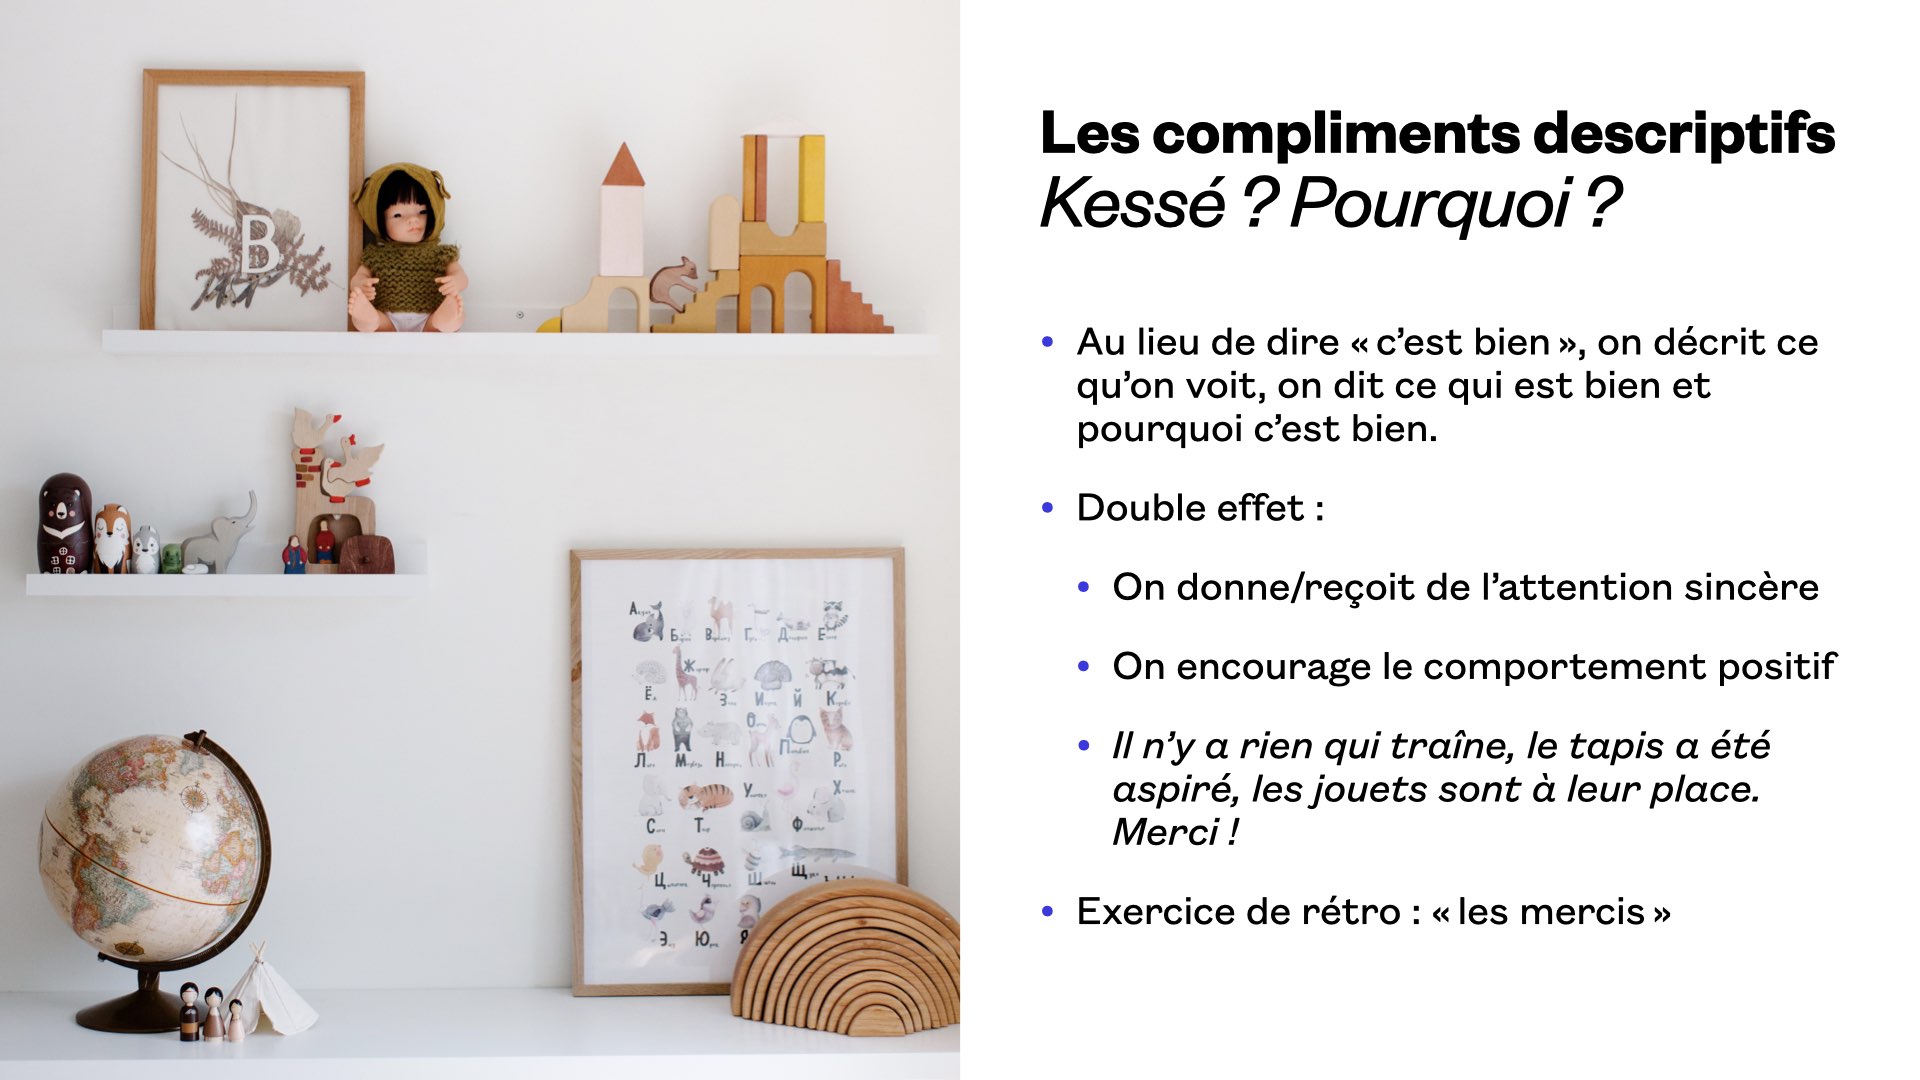 Les compliments descriptifs
Kessé ? Pourquoi ?
• Au lieu de dire « c’est bien », on décrit ce
qu’on voit, on dit ce qui est bien et
pourquoi c’est bien.
• Double effet :
• On donne/reçoit de l’attention sincère
• On encourage le comportement positif
• Il n’y a rien qui traîne, le tapis a été
aspiré, les jouets sont à leur place.
Merci !
• Exercice de rétro : « les mercis »
B
А
Б В Г Д Е
Ж
Ё З И Й К
О
Л М Н П Р
У Х
С Т Ф
Ц Ч Ш Щ
Э Ю Я